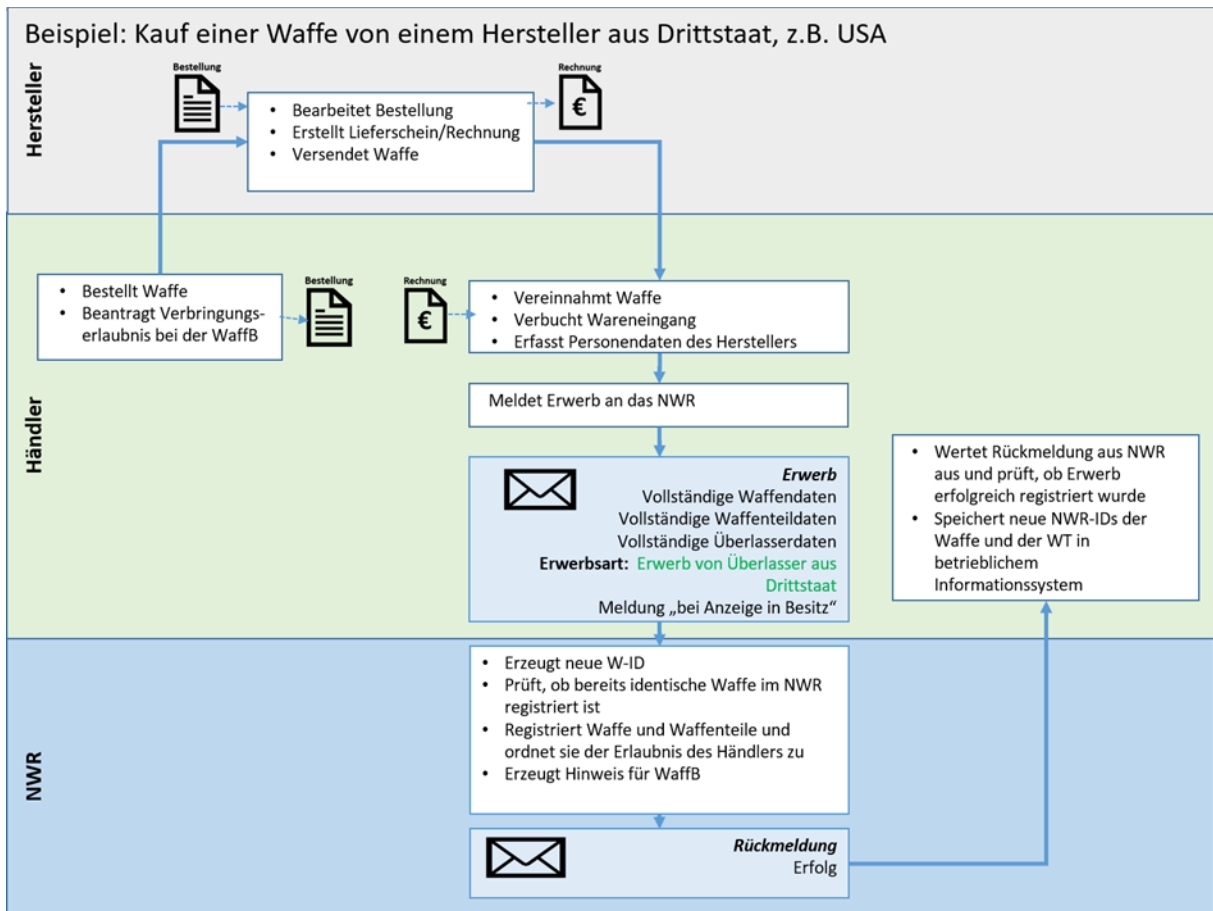 Beispiel: Kauf einer Waffe von einem Hersteller aus Drittstaat, z.B. USA
Hersteller
Bestellung
• Bearbeitet Bestellung
• Erstellt Lieferschein/Rechnung
• Versendet Waffe
Rechnung
€
Händler
• Bestellt Waffe
• Beantragt Verbringungs-
erlaubnis bei der WaffB
Bestellung
Rechnung
€
• Vereinnahmt Waffe
• Verbucht Wareneingang
• Erfasst Personendaten des Herstellers
Meldet Erwerb an das NWR
Erwerb
Vollständige Waffendaten
Vollständige Waffenteildaten
Vollständige Überlasserdaten
Erwerbsart: Erwerb von Überlasser aus
Drittstaat
Meldung „bei Anzeige in Besitz“
• Wertet Rückmeldung aus NWR
aus und prüft, ob Erwerb
erfolgreich registriert wurde
• Speichert neue NWR-IDs der
Waffe und der WT in
betrieblichem
Informationssystem
NWR
• Erzeugt neue W-ID
• Prüft, ob bereits identische Waffe im NWR
registriert ist
• Registriert Waffe und Waffenteile und
ordnet sie der Erlaubnis des Händlers zu
• Erzeugt Hinweis für WaffB
Rückmeldung
Erfolg